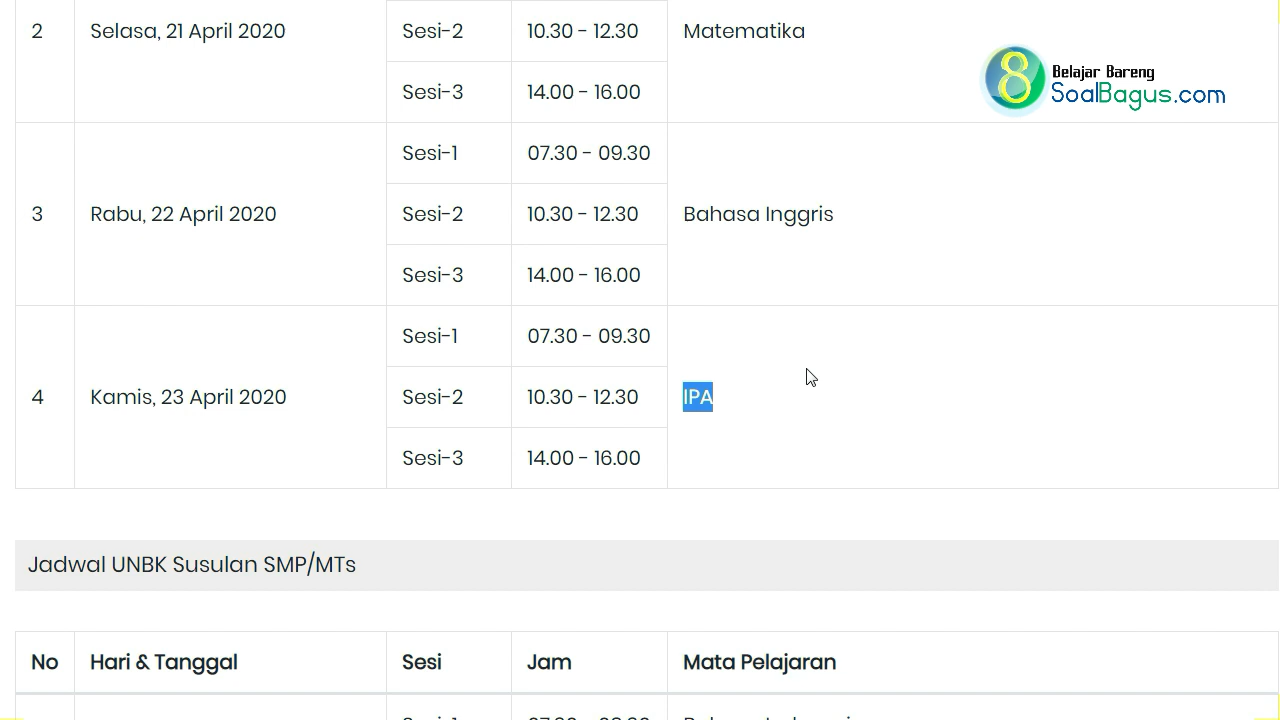 2 Selasa, 21 April 2020 Sesi-2 10.30 - 12.30 Matematika
Belajar Bareng
SoalBagus.com
Sesi-3 14.00 - 16.00
Sesi-1 07.30 - 09.30
3 Rabu, 22 April 2020 Sesi-2 10.30 - 12.30 Bahasa Inggris
Sesi-3 14.00 - 16.00
Sesi-1 07.30 - 09.30
4 Kamis, 23 April 2020 Sesi-2 10.30 - 12.30 IPA
Sesi-3 14.00 - 16.00
Jadwal UNBK Susulan SMP/MTs
No Hari & Tanggal Sesi Jam Mata Pelajaran